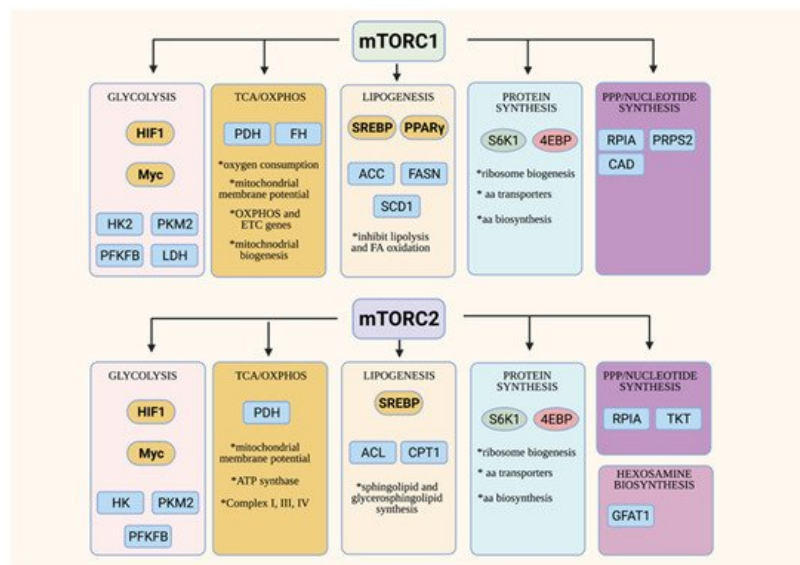 mTORC1
GLYCOLYSIS
HIF1
Myc
HK2 PKM2
PFKFB LDH
TCA/OXPHOS
PDH FH
*oxygen consumption
*mitochondrial
membrane potential
*OXPHOS and
ETC genes
*mitochnodrial
biogenesis
LIPOGENESIS
SREBP PPARγ
ACC FASN
SCD1
*inhibit lipolysis
and FA oxidation
PROTEIN
SYNTHESIS
S6K1 4EBP
*ribosome biogenesis
* aa transporters
*aa biosynthesis
PPP/NUCLEOTIDE
SYNTHESIS
RPIA PRPS2
CAD
mTORC2
GLYCOLYSIS
HIF1
Myc
HK PKM2
PFKFB
TCA/OXPHOS
PDH
*mitochondrial
membrane potential
*ATP synthase
*Complex I, III, IV
LIPOGENESIS
SREBP
ACL CPT1
*sphingolipid and
glycerosphingolipid
synthesis
PROTEIN
SYNTHESIS
S6K1 4EBP
*ribosome biogenesis
* aa transporters
*aa biosynthesis
PPP/NUCLEOTIDE
SYNTHESIS
RPIA TKT
HEXOSAMINE
BIOSYNTHESIS
GFAT1